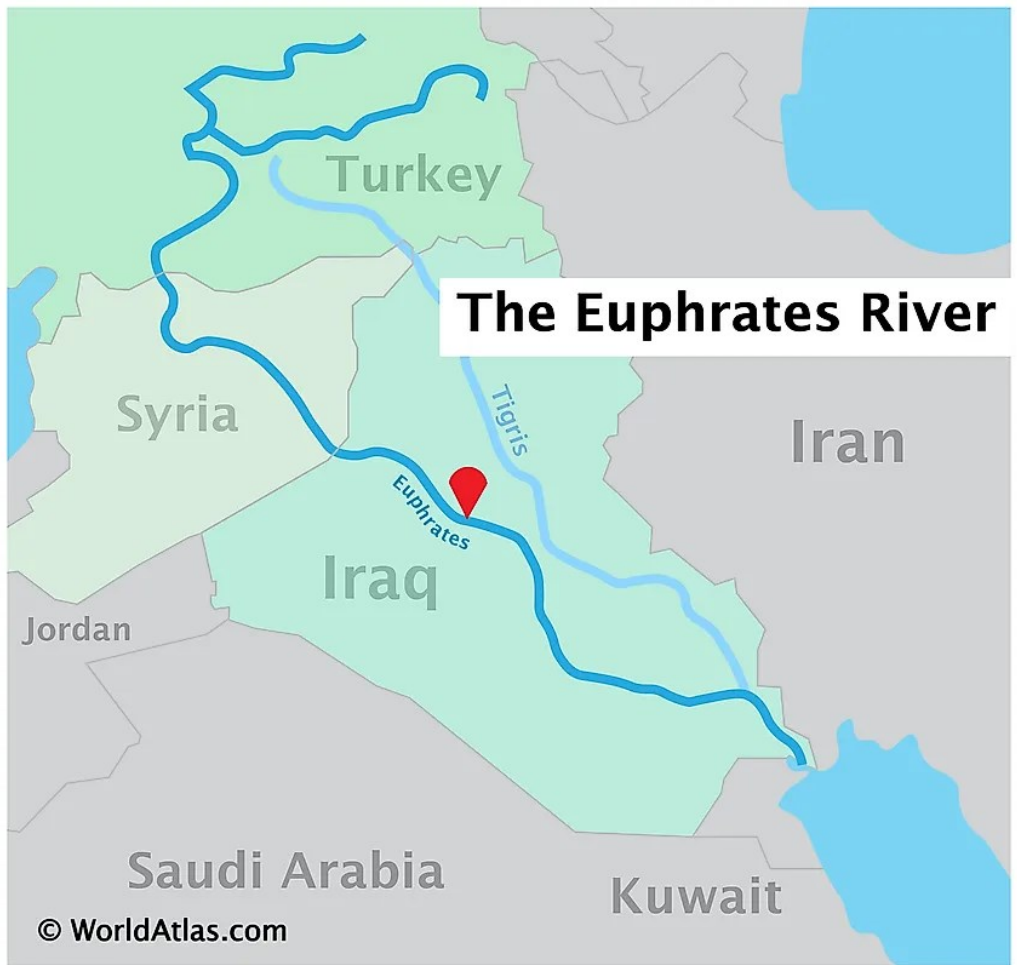 Turkey
The Euphrates River
Syria
Tigris
Iran
Euphrates
Iraq
Jordan
Saudi Arabia
Kuwait
© WorldAtlas.com